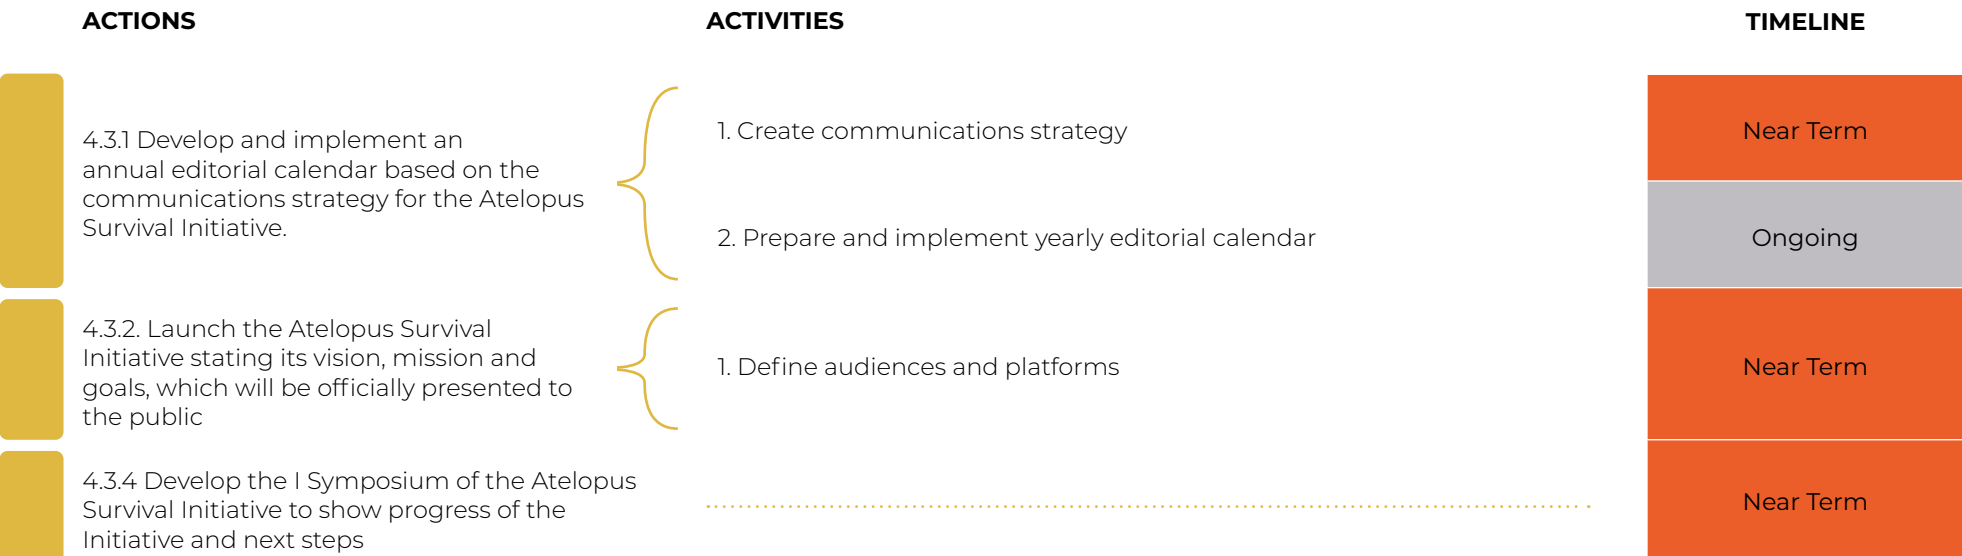 ACTIONS
ACTIVITIES
TIMELINE
4.3.1 Develop and implement an
annual editorial calendar based on the
communications strategy for the Atelopus
Survival Initiative.
1. Create communications strategy
Near Term
2. Prepare and implement yearly editorial calendar
Ongoing
4.3.2. Launch the Atelopus Survival
Initiative stating its vision, mission and
goals, which will be officially presented to
the public
1. Define audiences and platforms
Near Term
4.3.4 Develop the I Symposium of the Atelopus
Survival Initiative to show progress of the
Initiative and next steps
Near Term